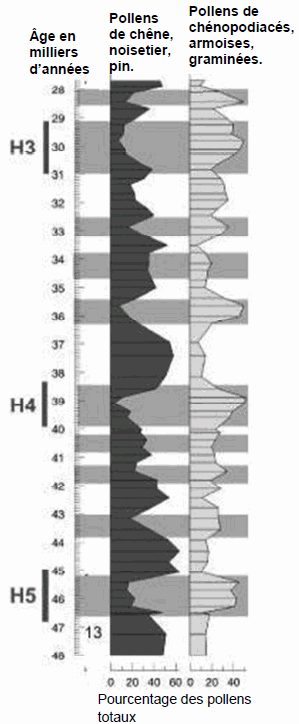 Âge en
milliers
d'années
Pollens
de chêne,
noisetier,
pin.
Pollens de
chénopodiacés,
armoises,
graminées.
28
29
H3
30
31
32
33
34
35
36
37
38
H4
39
40
41
42
43
44
45
H5
46
47
13
48
0 20 40 60
0 20 40
Pourcentage des pollens
totaux